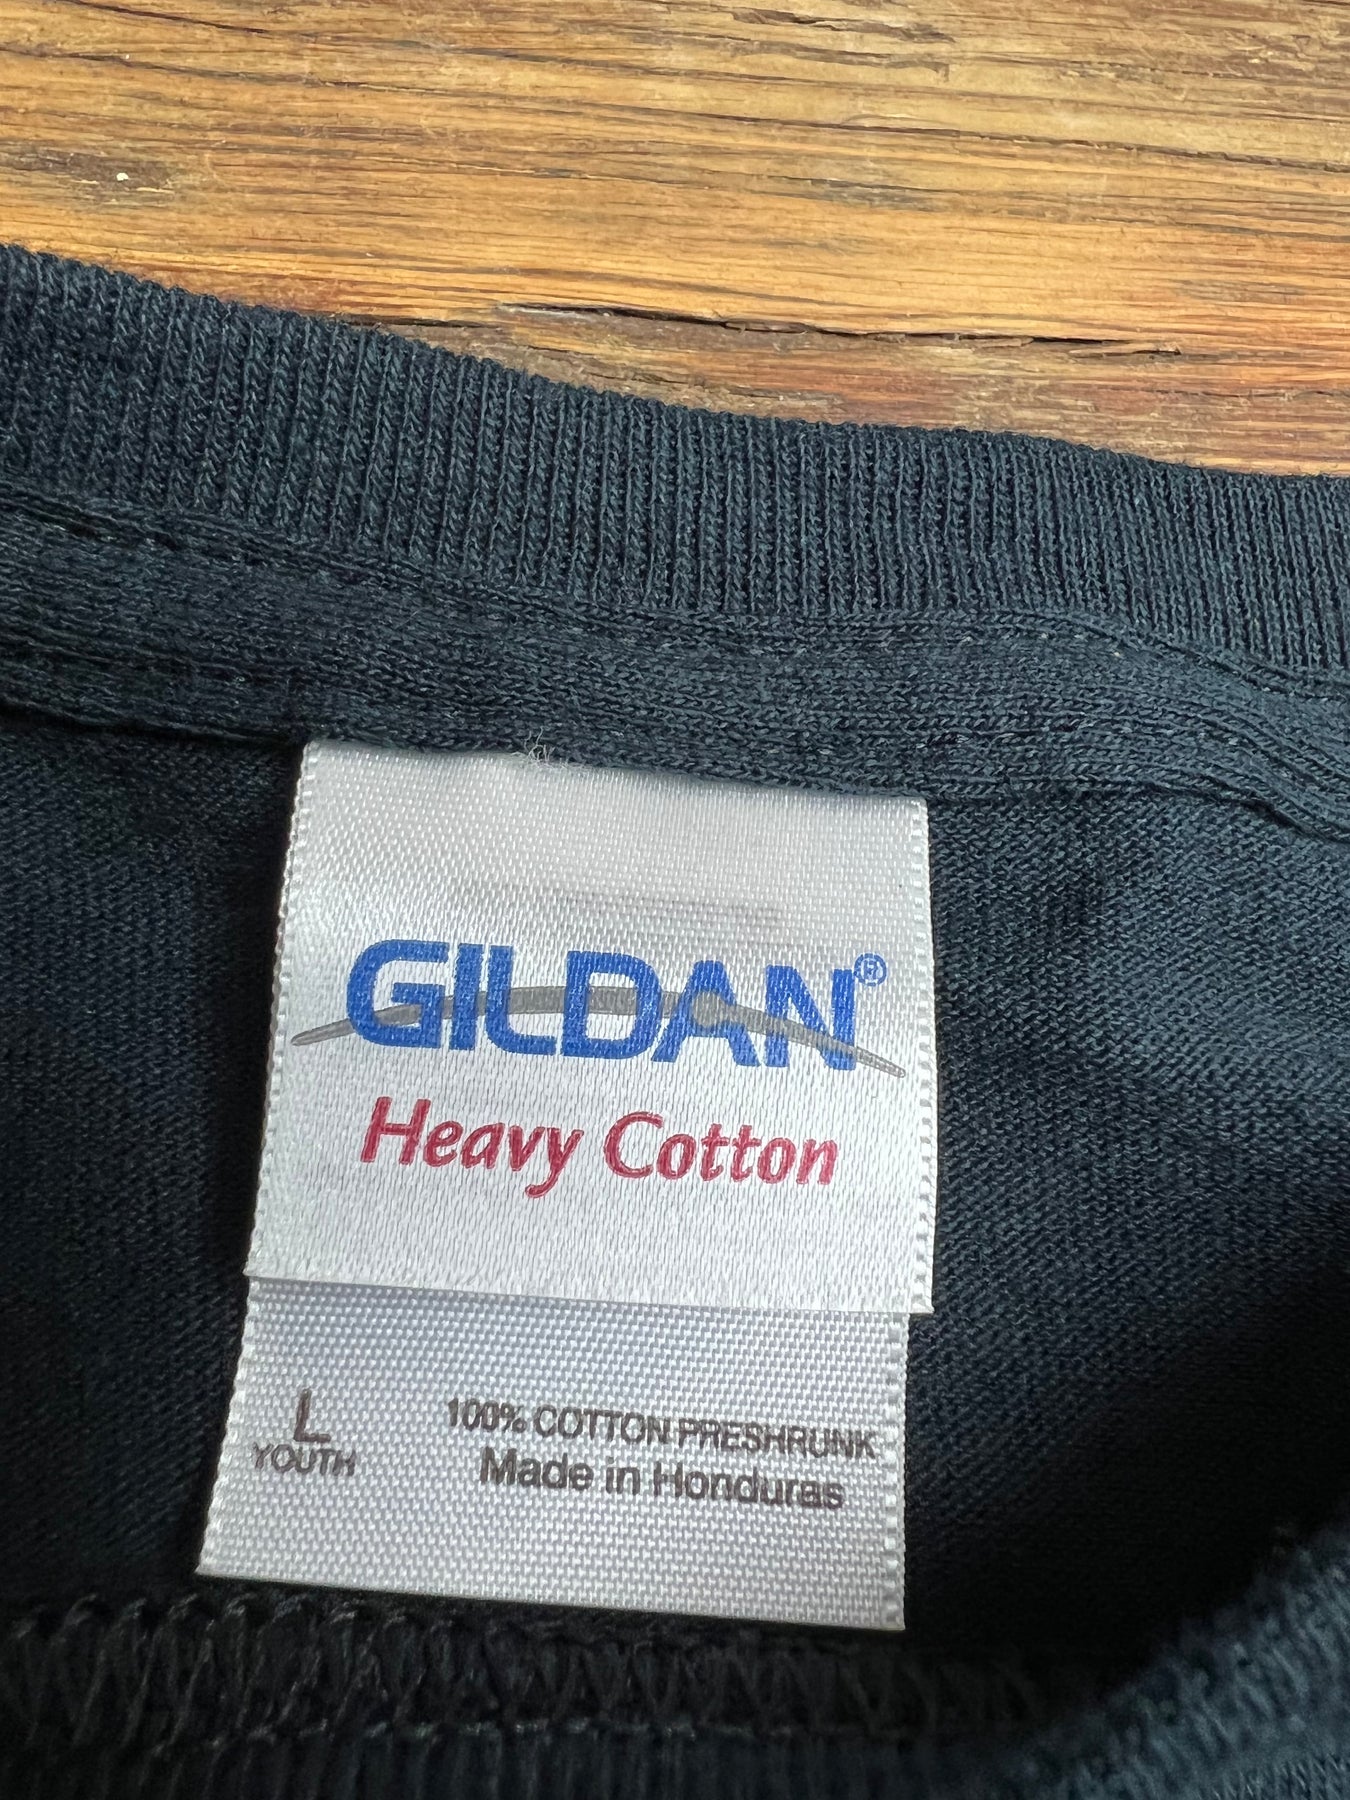 GILDAN®
Heavy Cotton
L
YOUTH
100% COTTON PRESHRUNK
Made in Honduras